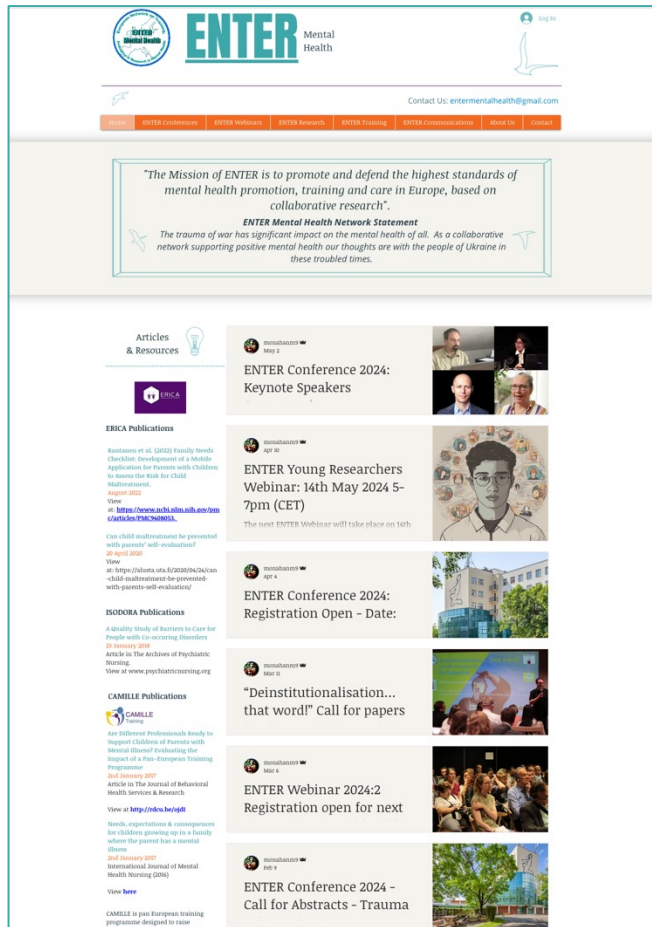 ENTER
Mental Health
ENTER
Mental
Health
Log In
Contact Us: entermentalhealth@gmail.com
Home
ENTER Conferences
ENTER Webinars
ENTER Research
ENTER Training
ENTER Communications
About Us
Contact
"The Mission of ENTER is to promote and defend the highest standards of
mental health promotion, training and care in Europe, based on
collaborative research".
ENTER Mental Health Network Statement
The trauma of war has significant impact on the mental health of all. As a collaborative
network supporting positive mental health our thoughts are with the people of Ukraine in
these troubled times.
Articles
& Resources
ERICA
ERICA Publications
Rantanen et al. (2022) Family Needs
Checklist: Development of a Mobile
Application for Parents with Children
to Assess the Risk for Child
Maltreatment.
August 2022
View
at: https://www.ncbi.nlm.nih.gov/pm
c/articles/PMC9408053.
Can child maltreatment be prevented
with parents' self-evaluation?
20 April 2020
View
at: https://alusta.uta.fi/2020/04/24/can
-child-maltreatment-be-prevented-
with-parents-self-evaluation/
ISODORA Publications
A Quality Study of Barriers to Care for
People with Co-occuring Disorders
21 January 2019
Article in The Archives of Psychiatric
Nursing.
View at www.psychiatricnursing.org
CAMILLE Publications
CAMILLE
Training
Are Different Professionals Ready to
Support Children of Parents with
Mental Illness? Evaluating the
Impact of a Pan-European Training
Programme
2nd January 2017
Article in The Journal of Behavioral
Health Services & Research
View at http://rdcu.be/ojdI
Needs, expectations & consequences
for children growing up in a family
where the parent has a mental
illness
2nd January 2017
International Journal of Mental
Health Nursing (2016)
View here
CAMILLE is pan European training
programme designed to raise
monahanm9
May 2
ENTER Conference 2024:
Keynote Speakers
monahanm9
Apr 10
ENTER Young Researchers
Webinar: 14th May 2024 5-
7pm (CET)
The next ENTER Webinar will take place on 14th
monahanm9
Apr 4
ENTER Conference 2024:
Registration Open - Date:
monahanm9
Mar 11
“Deinstitutionalisation...
that word!” Call for papers
monahanm9
Mar 6
ENTER Webinar 2024:2
Registration open for next
monahanm9
Feb 9
ENTER Conference 2024 -
Call for Abstracts - Trauma